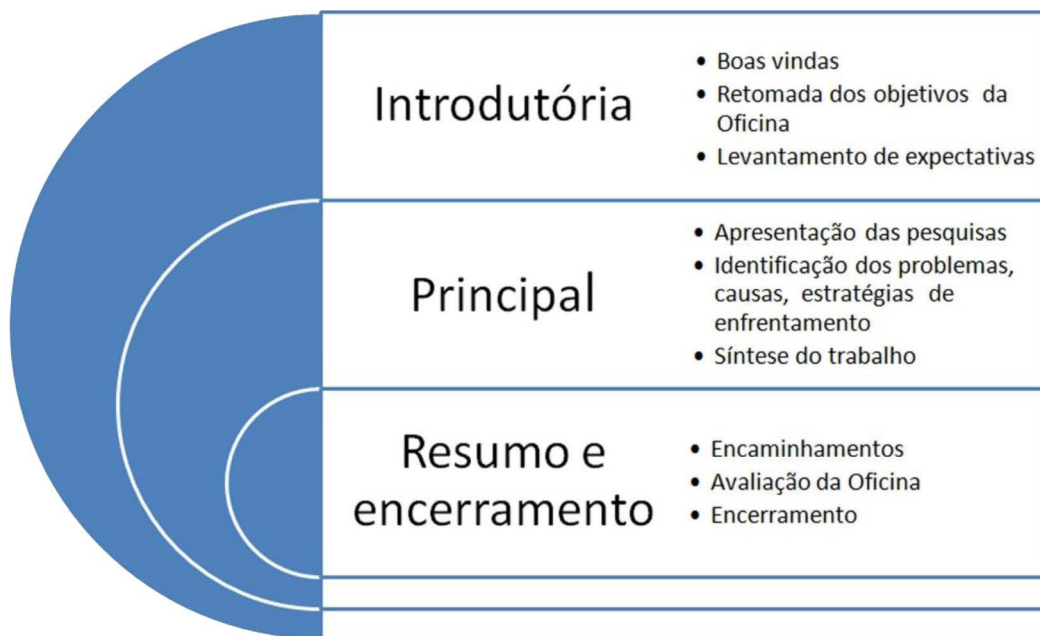 Introdutória
• Boas vindas
• Retomada dos objetivos da
Oficina
• Levantamento de expectativas
Principal
• Apresentação das pesquisas
• Identificação dos problemas,
causas, estratégias de
enfrentamento
• Síntese do trabalho
Resumo e
encerramento
• Encaminhamentos
• Avaliação da Oficina
• Encerramento